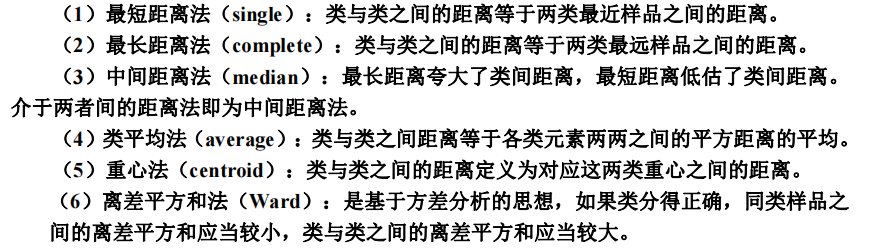 （1）最短距离法（single）：类与类之间的距离等于两类最近样品之间的距离。
（2）最长距离法（complete）：类与类之间的距离等于两类最远样品之间的距离。
（3）中间距离法（median）：最长距离夸大了类间距离，最短距离低估了类间距离。
介于两者间的距离法即为中间距离法。
（4）类平均法（average）：类与类之间距离等于各类元素两两之间的平方距离的平均。
（5）重心法（centroid）：类与类之间的距离定义为对应这两类重心之间的距离。
（6）离差平方和法（Ward）：是基于方差分析的思想，如果类分得正确，同类样品之
间的离差平方和应当较小，类与类之间的离差平方和应当较大。